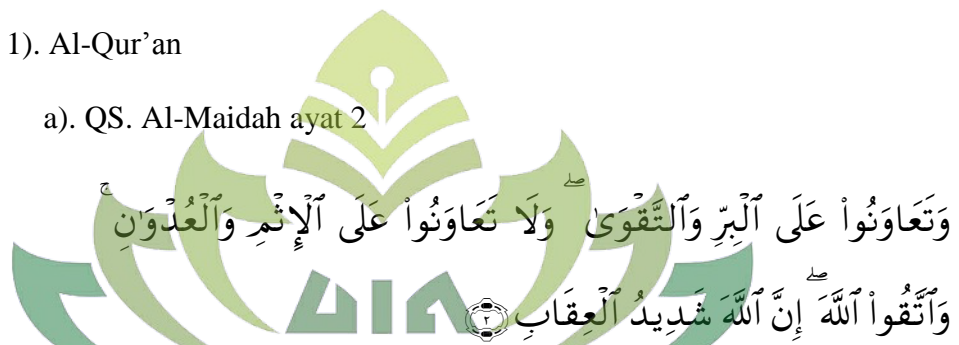 1). Al-Qur’an
a). QS. Al-Maidah ayat 2
وَتَعَاوَنُوا۟ عَلَى ٱلْبِرِّ وَٱلتَّقْوَىٰ ۖ وَلَا تَعَاوَنُوا۟ عَلَى ٱلْإِثْمِ وَٱلْعُدْوَٰنِ ۚ
وَٱتَّقُوا۟ ٱللَّهَ ۖ إِنَّ ٱللَّهَ شَدِيدُ ٱلْعِقَابِ ﴿٢﴾